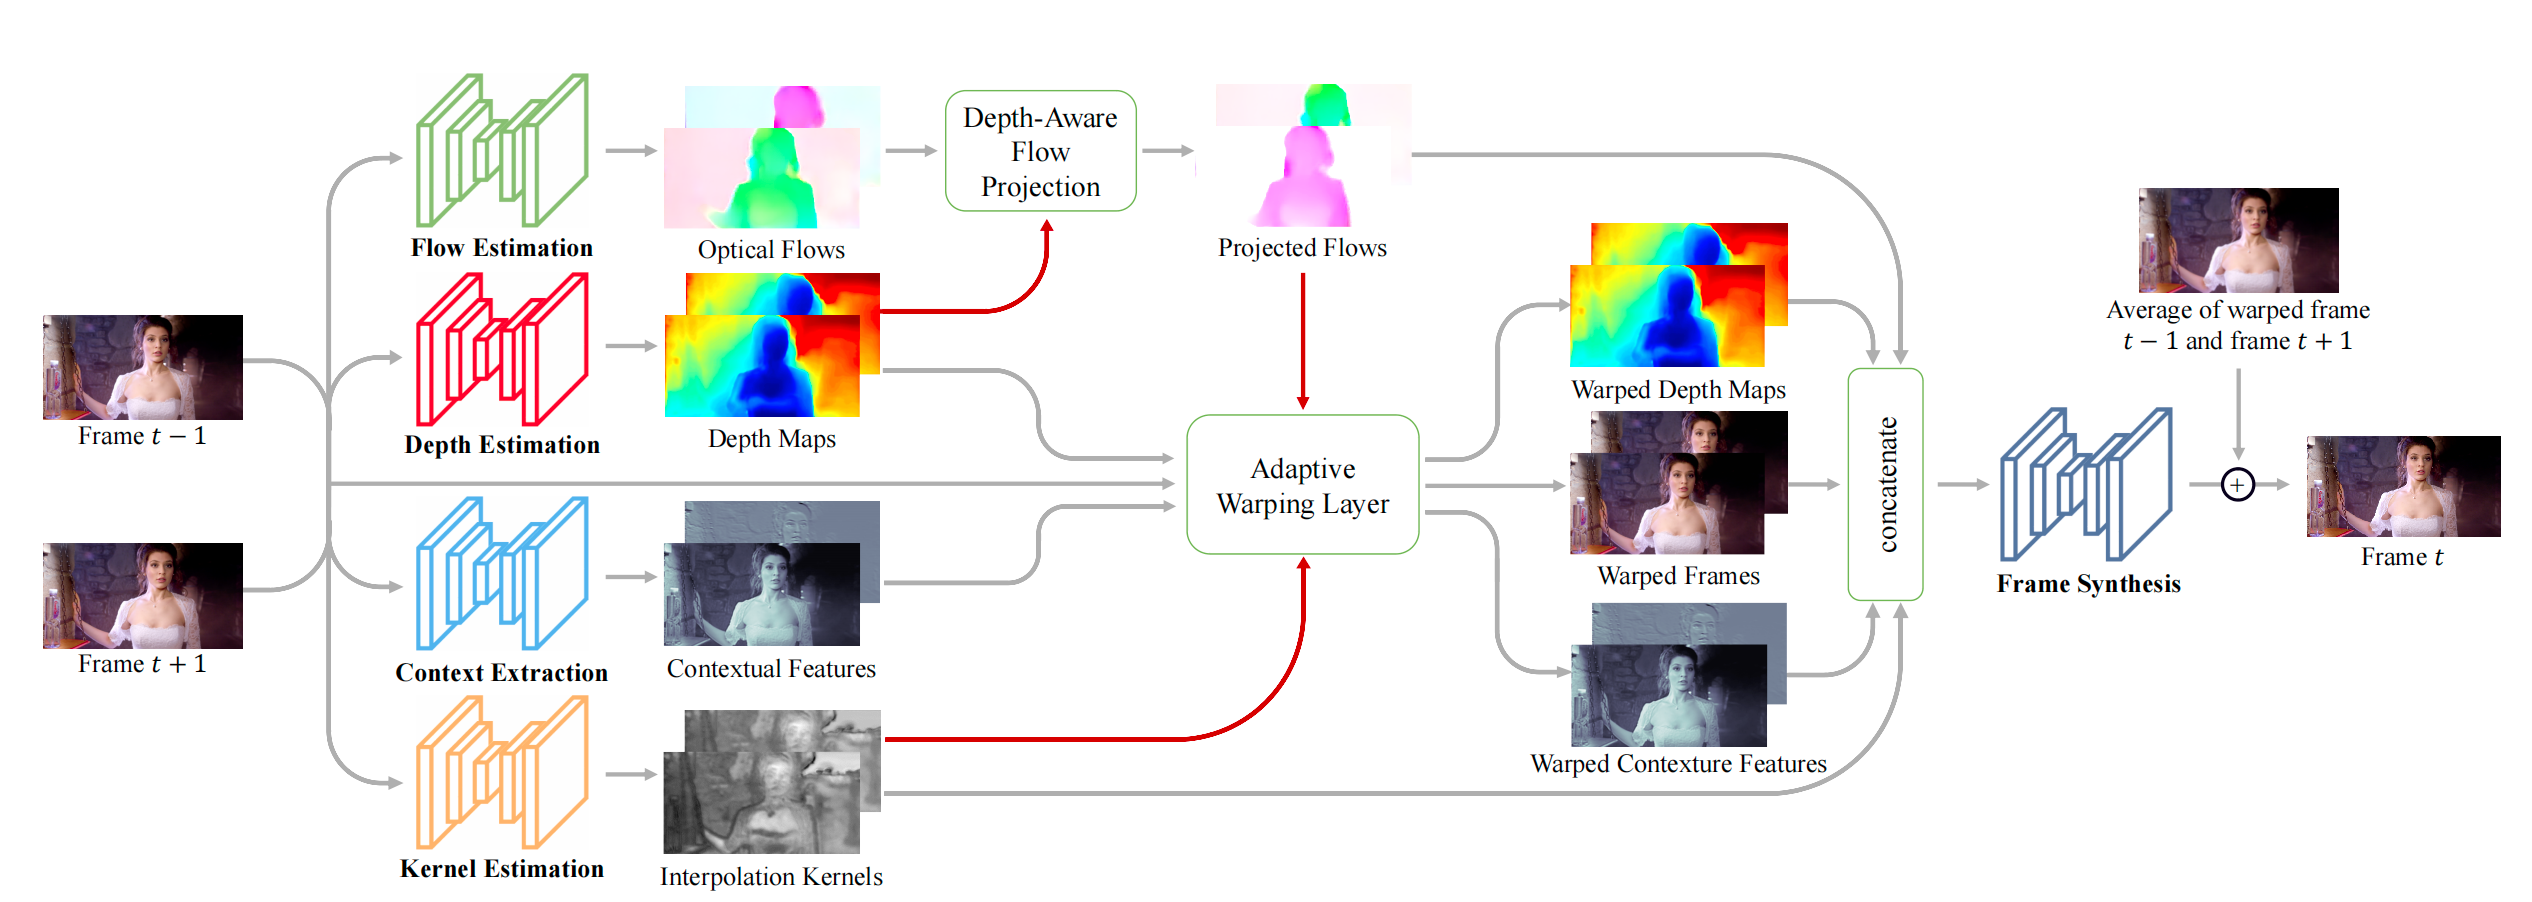 Frame t − 1
Frame t + 1
Flow Estimation
Depth Estimation
Context Extraction
Kernel Estimation
Optical Flows
Depth Maps
Contextual Features
Interpolation Kernels
Depth-Aware
Flow
Projection
Projected Flows
Adaptive
Warping Layer
Warped Depth Maps
Warped Frames
Warped Contexture Features
concatenate
Frame Synthesis
Average of warped frame
t − 1 and frame t + 1
+
Frame t